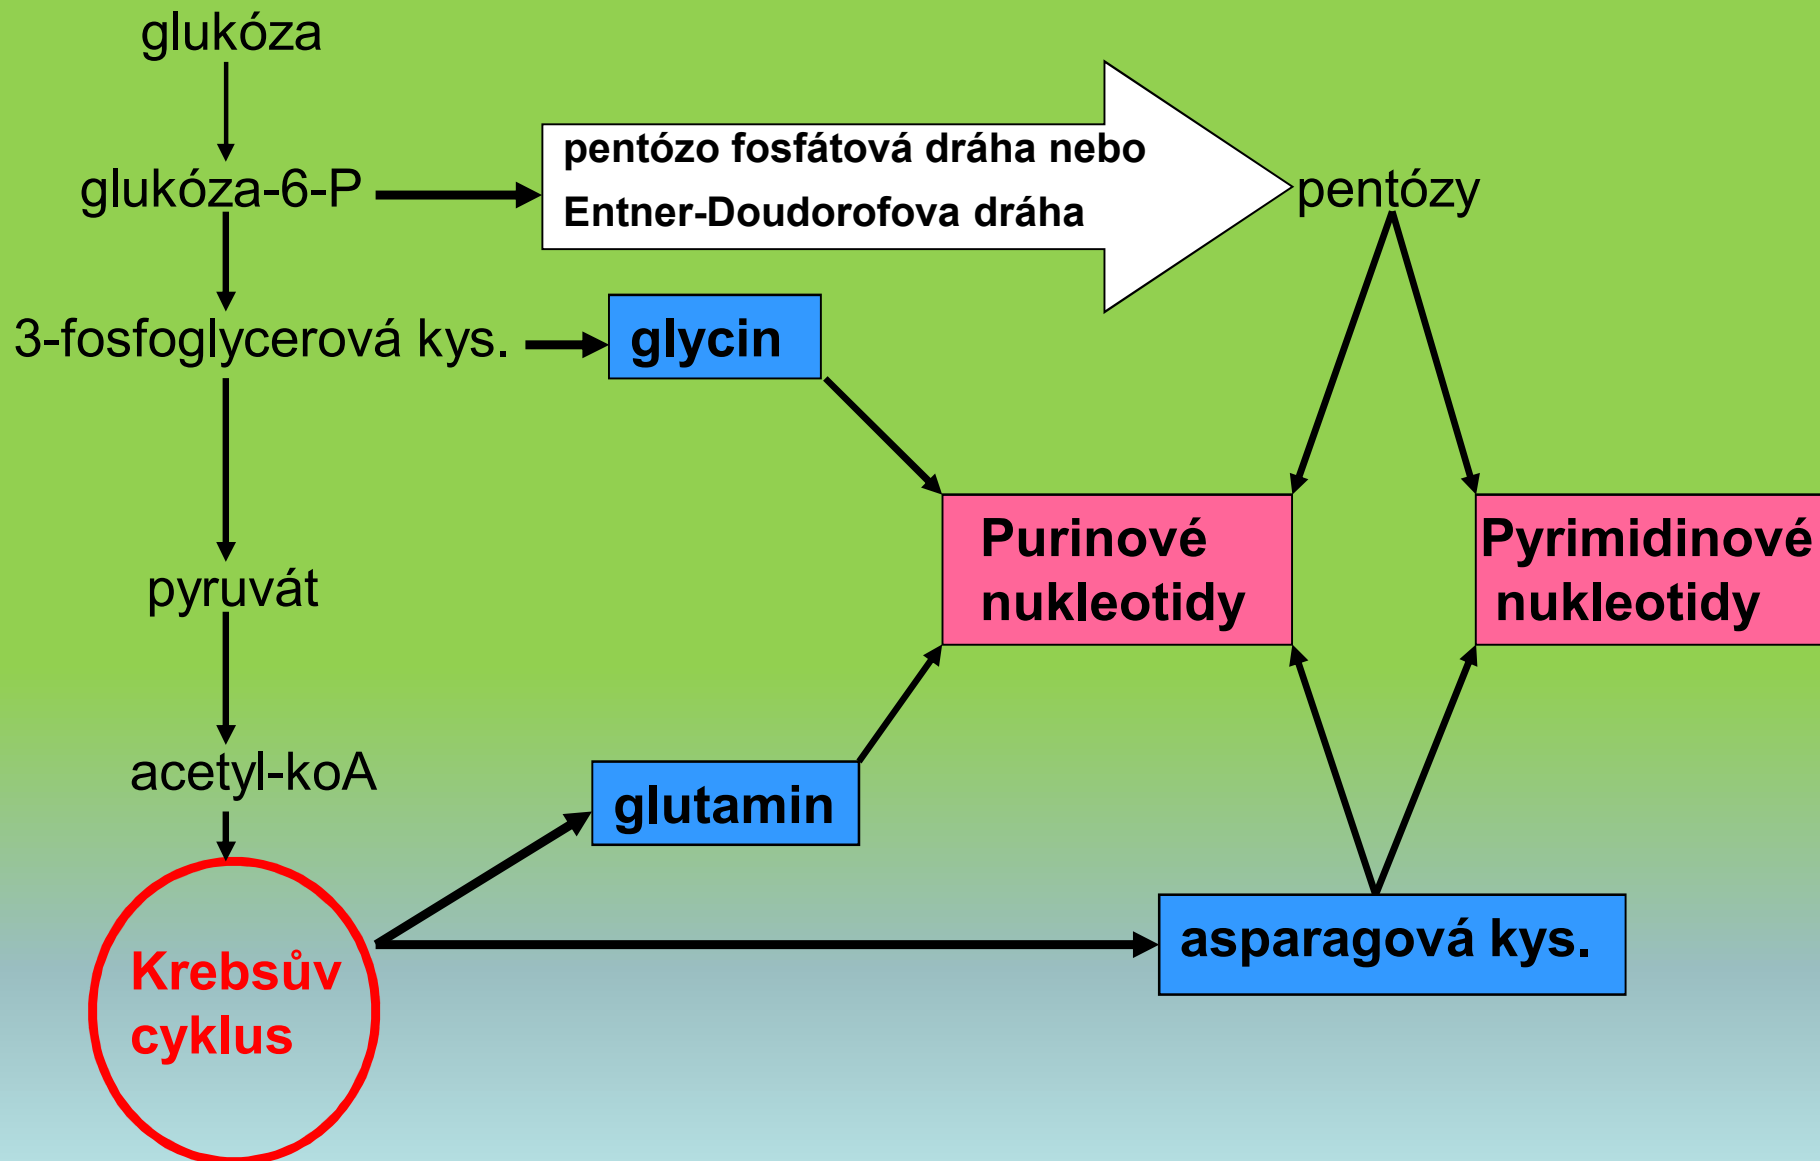 glukóza
pentózo fosfátová dráha nebo
glukóza-6-P
pentózy
Entner-Doudorofova dráha
3-fosfoglycerová kys.
glycin
Purinové
nukleotidy
Pyrimidinové
nukleotidy
pyruvát
acetyl-koA
glutamin
asparagová kys.
Krebsův
cyklus